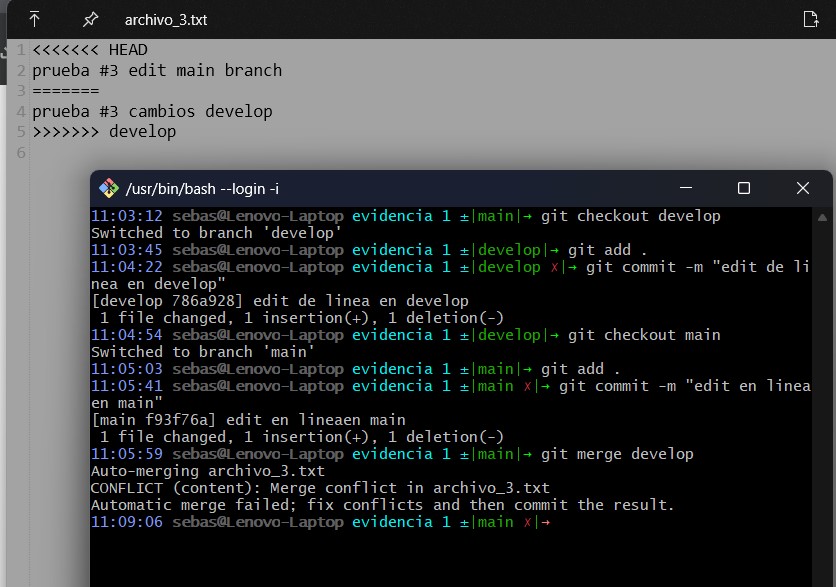 archivo_3.txt
1 <<<<<<< HEAD
2 prueba #3 edit main branch
3 =======
4 prueba #3 cambios develop
5 >>>>>>> develop
6
/usr/bin/bash --login -i
11:03:12 sebas@Lenovo-Laptop evidencia 1 ±|main|→ git checkout develop
Switched to branch 'develop'
11:03:45 sebas@Lenovo-Laptop evidencia 1 ±|develop|→ git add .
11:04:22 sebas@Lenovo-Laptop evidencia 1 ±|develop ✗|→ git commit -m "edit de li
nea en develop"
[develop 786a928] edit de linea en develop
 1 file changed, 1 insertion(+), 1 deletion(-)
11:04:54 sebas@Lenovo-Laptop evidencia 1 ±|develop|→ git checkout main
Switched to branch 'main'
11:05:03 sebas@Lenovo-Laptop evidencia 1 ±|main|→ git add .
11:05:41 sebas@Lenovo-Laptop evidencia 1 ±|main ✗|→ git commit -m "edit en linea
en main"
[main f93f76a] edit en lineaen main
 1 file changed, 1 insertion(+), 1 deletion(-)
11:05:59 sebas@Lenovo-Laptop evidencia 1 ±|main|→ git merge develop
Auto-merging archivo_3.txt
CONFLICT (content): Merge conflict in archivo_3.txt
Automatic merge failed; fix conflicts and then commit the result.
11:09:06 sebas@Lenovo-Laptop evidencia 1 ±|main ✗|→